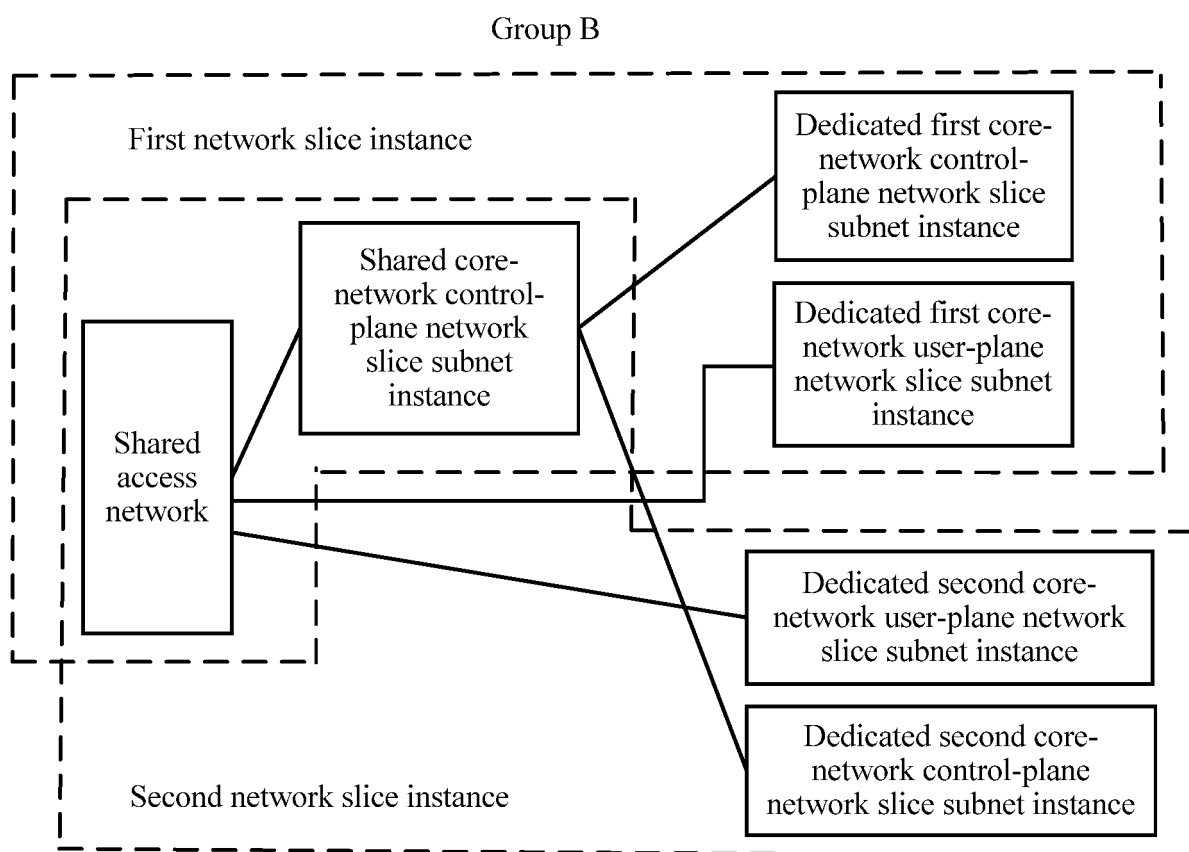 Group B
First network slice instance
Dedicated first core-
network control-
plane network slice
subnet instance
Shared core-
network control-
plane network
slice subnet
instance
Dedicated first core-
network user-plane
network slice subnet
instance
Shared
access
network
Dedicated second core-
network user-plane network
slice subnet instance
Dedicated second core-
network control-plane
network slice subnet instance
Second network slice instance